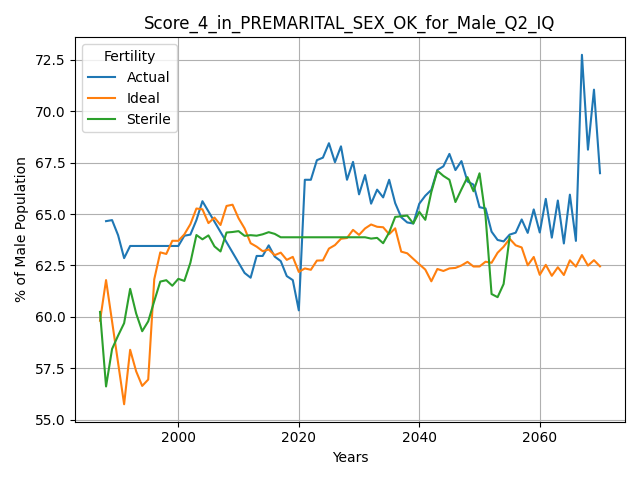 Score_4_in_PREMARITAL_SEX_OK_for_Male_Q2_IQ
Fertility
Actual
Ideal
Sterile
% of Male Population
72.5
70.0
67.5
65.0
62.5
60.0
57.5
55.0
2000
2020
2040
2060
Years